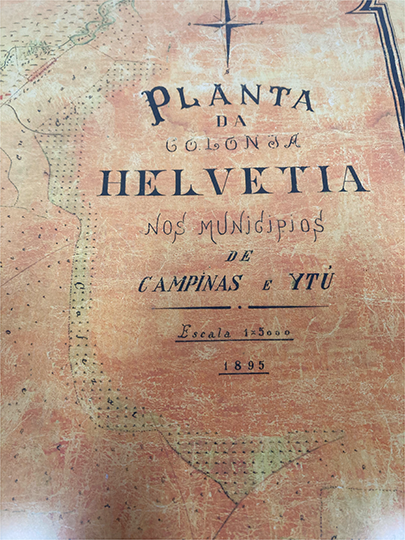 PLANTA
DA
COLONIA
HELVETIA
NOS MUNICIPIOS
DE
CAMPINAS E YTÚ
Escala 1:5000
1895